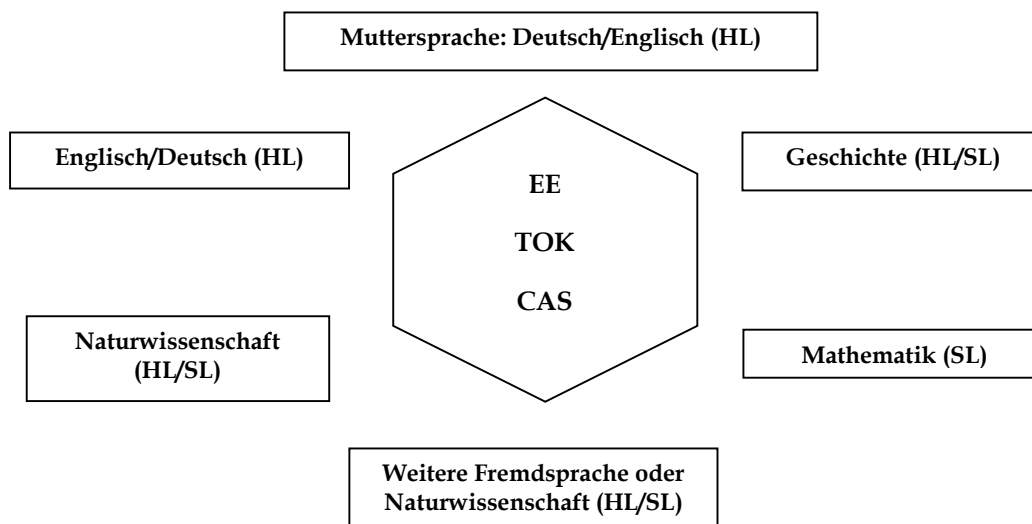 Muttersprache: Deutsch/Englisch (HL)
Englisch/Deutsch (HL)
Geschichte (HL/SL)
EE
TOK
CAS
Naturwissenschaft
(HL/SL)
Mathematik (SL)
Weitere Fremdsprache oder
Naturwissenschaft (HL/SL)